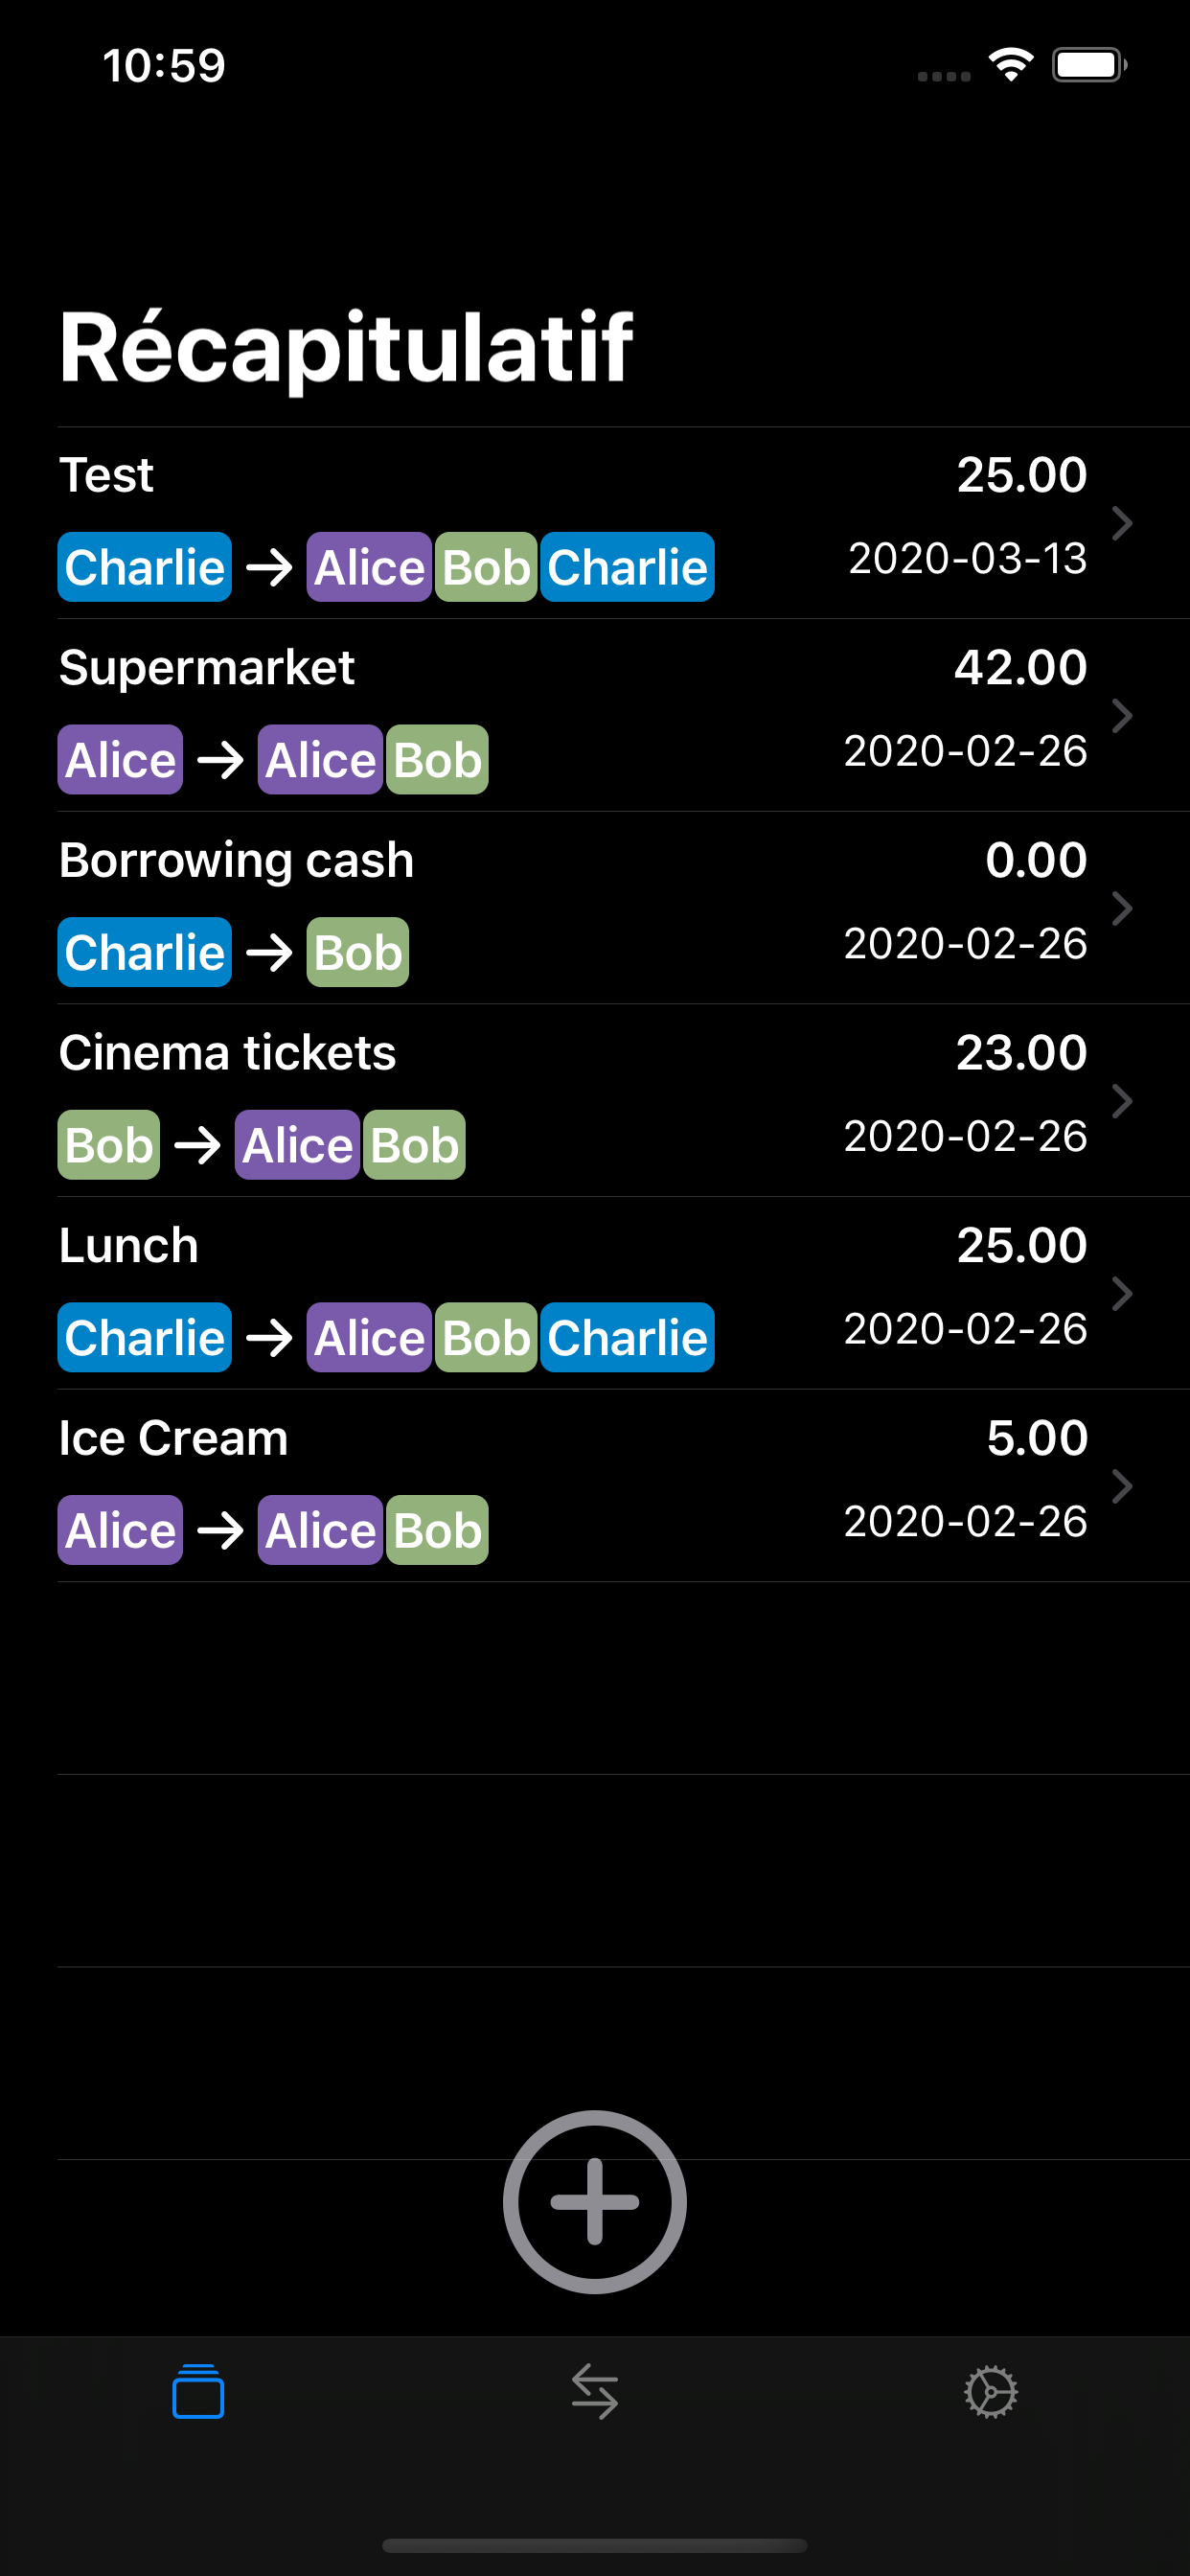 10:59
Récapitulatif
Test 25.00
Charlie → Alice Bob Charlie 2020-03-13
Supermarket 42.00
Alice → Alice Bob 2020-02-26
Borrowing cash 0.00
Charlie → Bob 2020-02-26
Cinema tickets 23.00
Bob → Alice Bob 2020-02-26
Lunch 25.00
Charlie → Alice Bob Charlie 2020-02-26
Ice Cream 5.00
Alice → Alice Bob 2020-02-26